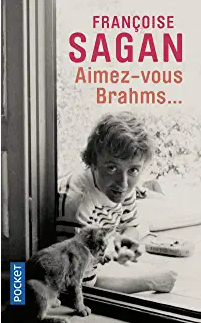 FRANÇOISE
SAGAN
Aimez-vous
Brahms...
POCKET